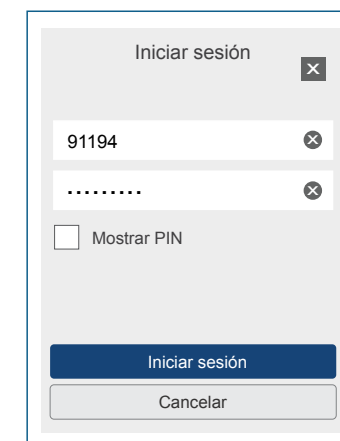 Iniciar sesión
91194
.........
Mostrar PIN
Iniciar sesión
Cancelar